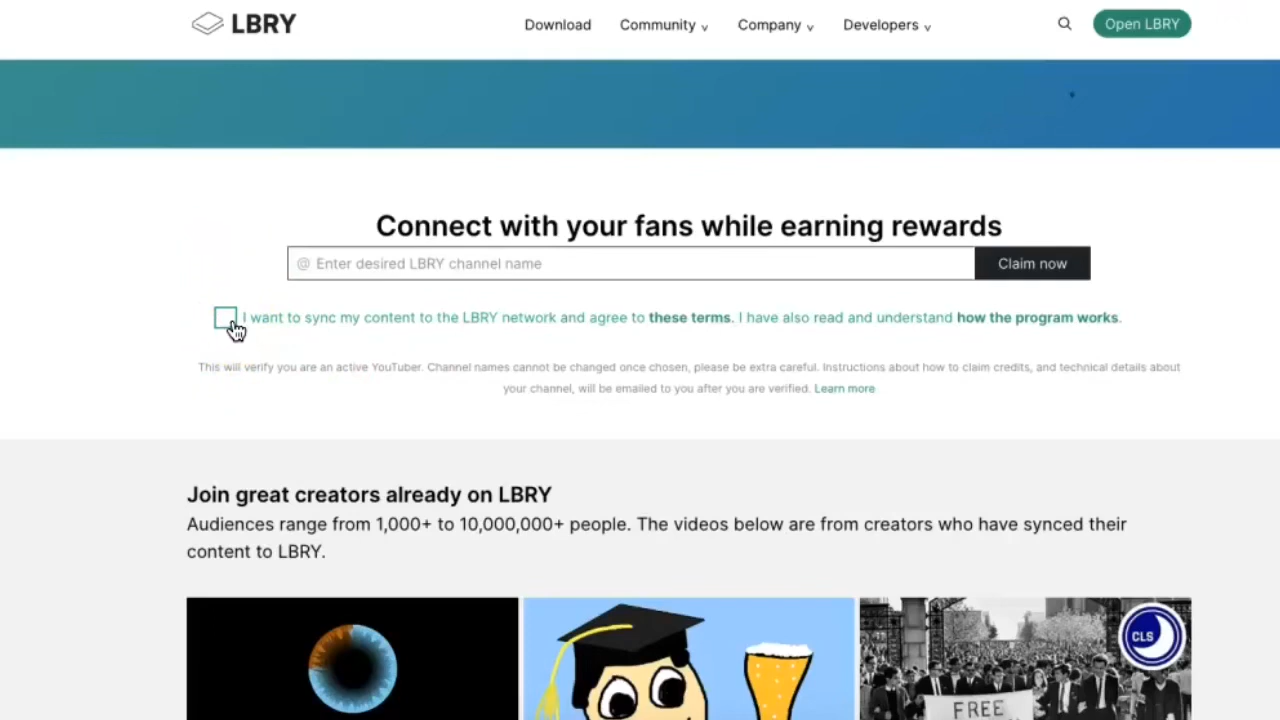 LBRY
Download Community Company Developers Open LBRY
Connect with your fans while earning rewards
@ Enter desired LBRY channel name Claim now
I want to sync my content to the LBRY network and agree to these terms. I have also read and understand how the program works.
This will verify you are an active YouTuber. Channel names cannot be changed once chosen, please be extra careful. Instructions about how to claim credits, and technical details about
your channel, will be emailed to you after you are verified. Learn more
Join great creators already on LBRY
Audiences range from 1,000+ to 10,000,000+ people. The videos below are from creators who have synced their
content to LBRY.
CLS
FREE